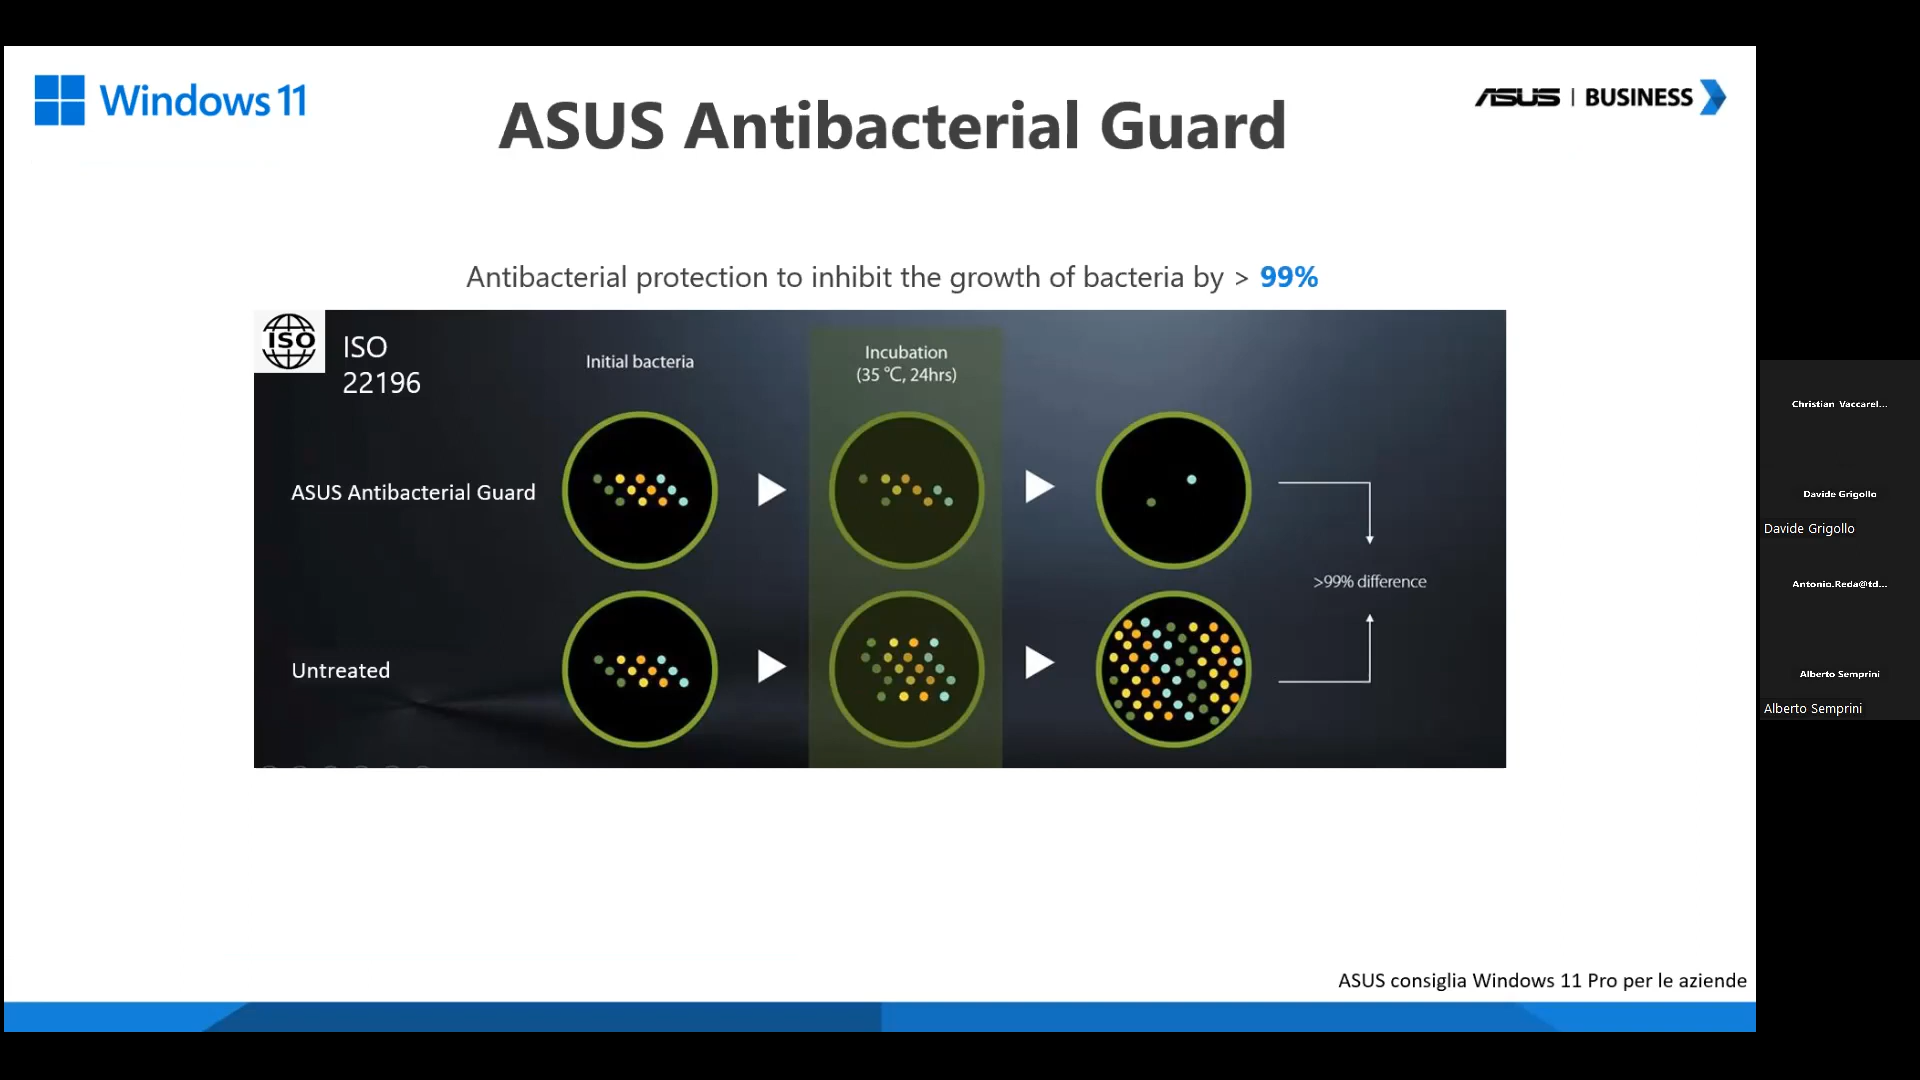 Windows 11
ASUS | BUSINESS
ASUS Antibacterial Guard
Antibacterial protection to inhibit the growth of bacteria by > 99%
ISO
ISO
22196
Initial bacteria
Incubation
(35 ℃, 24hrs)
ASUS Antibacterial Guard
>99% difference
Untreated
ASUS consiglia Windows 11 Pro per le aziende
Christian Vaccarel...
Davide Grigollo
Davide Grigollo
Antonio.Reda@td...
Alberto Semprini
Alberto Semprini